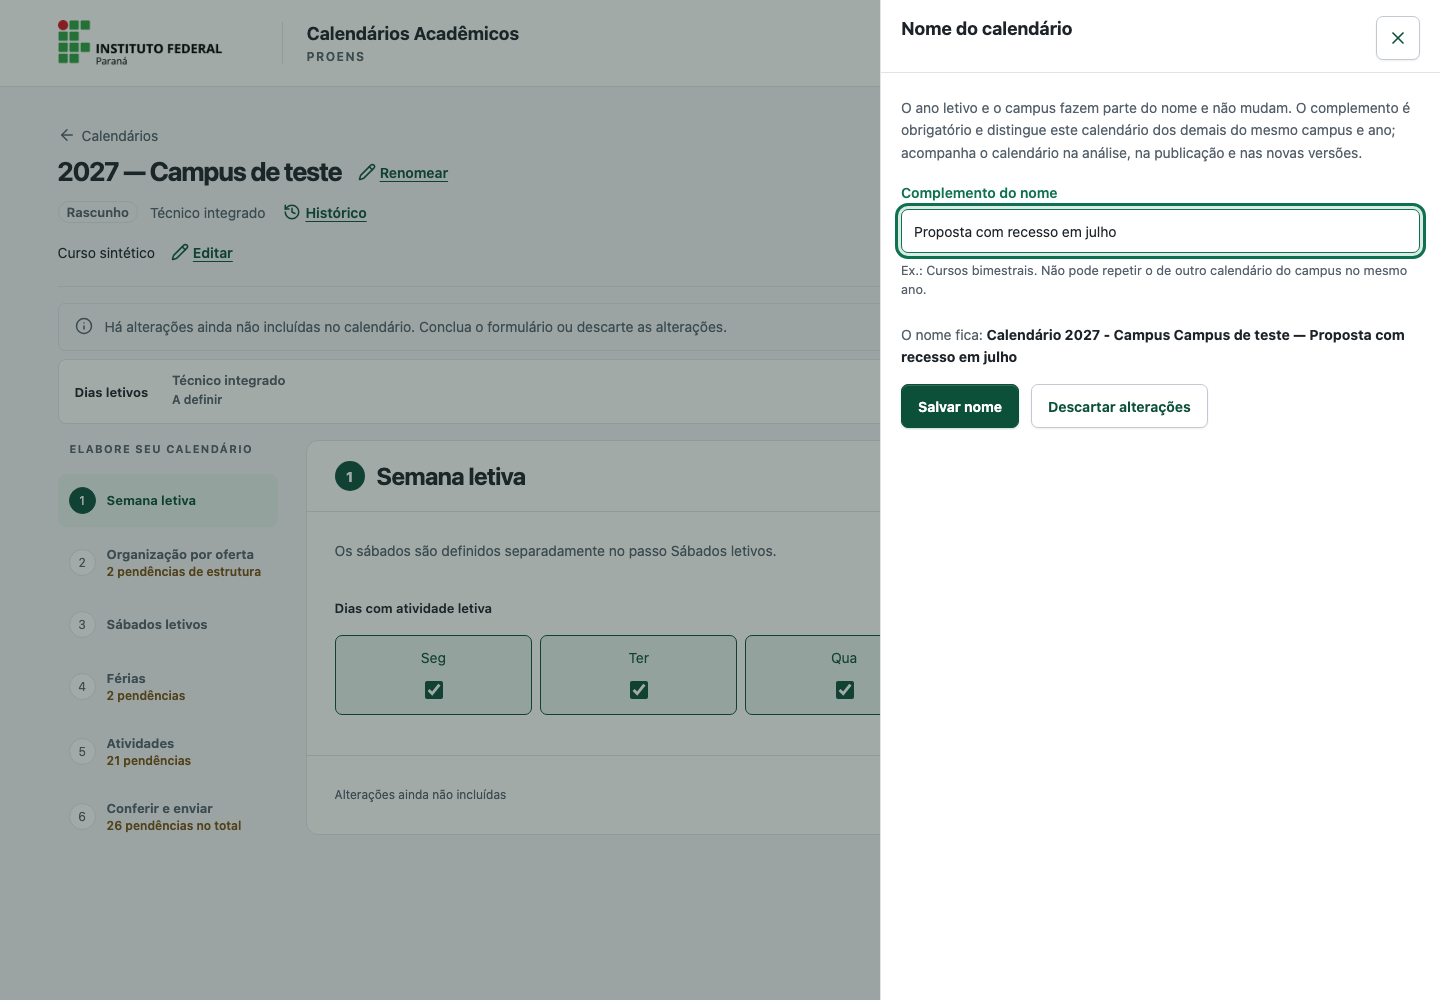 INSTITUTO FEDERAL
Paraná
Calendários Acadêmicos
PROENS
Calendários
2027 — Campus de teste
Renomear
Rascunho
Técnico integrado
Histórico
Curso sintético
Editar
Há alterações ainda não incluídas no calendário. Conclua o formulário ou descarte as alterações.
Dias letivos
Técnico integrado
A definir
ELABORE SEU CALENDÁRIO
1
Semana letiva
2
Organização por oferta
2 pendências de estrutura
3
Sábados letivos
4
Férias
2 pendências
5
Atividades
21 pendências
6
Conferir e enviar
26 pendências no total
1
Semana letiva
Os sábados são definidos separadamente no passo Sábados letivos.
Dias com atividade letiva
Seg
Ter
Qua
Alterações ainda não incluídas
Nome do calendário
O ano letivo e o campus fazem parte do nome e não mudam. O complemento é
obrigatório e distingue este calendário dos demais do mesmo campus e ano;
acompanha o calendário na análise, na publicação e nas novas versões.
Complemento do nome
Proposta com recesso em julho
Ex.: Cursos bimestrais. Não pode repetir o de outro calendário do campus no mesmo
ano.
O nome fica: Calendário 2027 - Campus Campus de teste — Proposta com
recesso em julho
Salvar nome
Descartar alterações